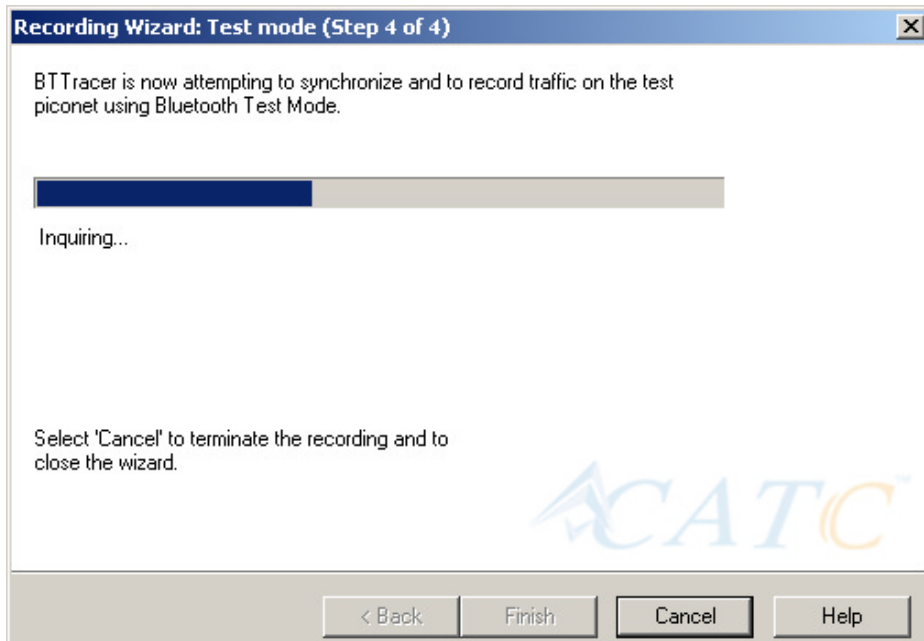 Recording Wizard: Test mode (Step 4 of 4)
BTTracer is now attempting to synchronize and to record traffic on the test
piconet using Bluetooth Test Mode.
Inquiring...
Select 'Cancel' to terminate the recording and to
close the wizard.
CATC™
< Back Finish Cancel Help